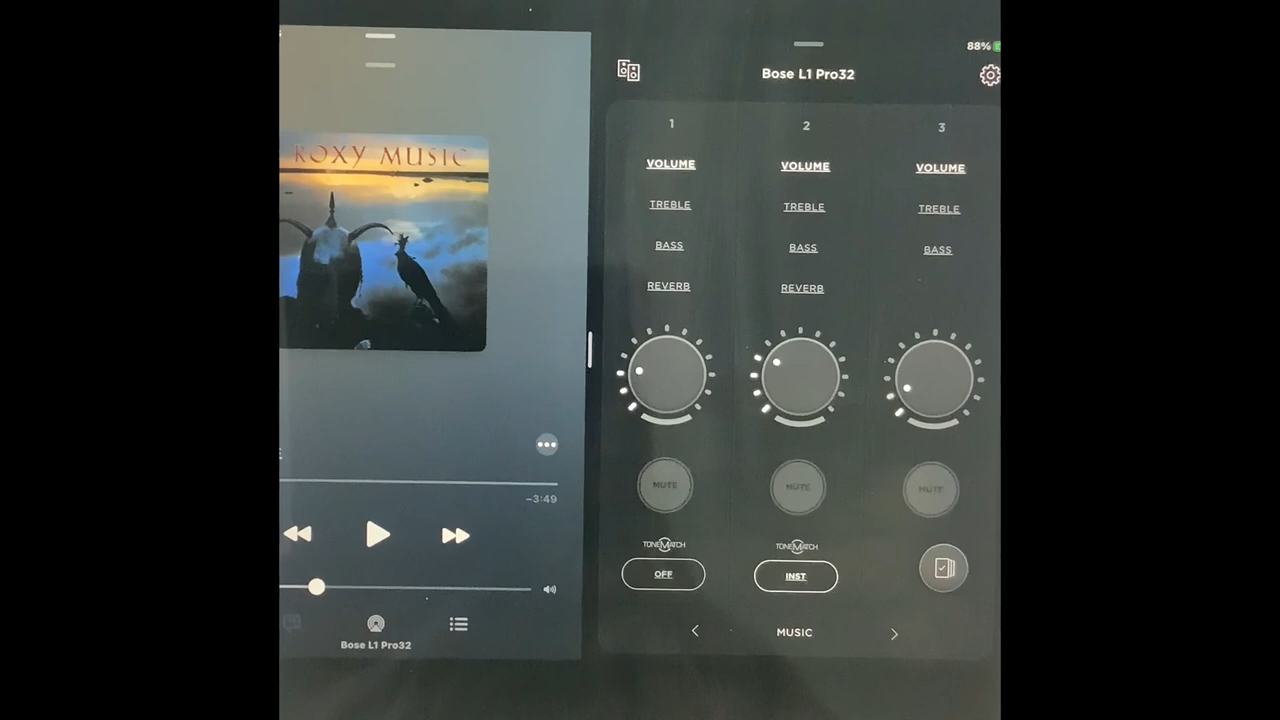 ROXY MUSIC
-3:49
Bose L1 Pro32
88%
Bose L1 Pro32
1 2 3
VOLUME VOLUME VOLUME
TREBLE TREBLE TREBLE
BASS BASS BASS
REVERB REVERB
MUTE MUTE MUTE
TONEMATCH TONEMATCH
OFF INST
MUSIC